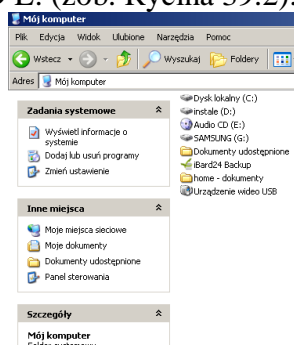 E. (zob. Rycina 39.2).
Mój komputer
Plik Edycja Widok Ulubione Narzędzia Pomoc
Wstecz Wyszukaj Foldery
Adres Mój komputer
Zadania systemowe
Wyświetl informacje o systemie
Dodaj lub usuń programy
Zmień ustawienie
Inne miejsca
Moje miejsca sieciowe
Moje dokumenty
Dokumenty udostępnione
Panel sterowania
Szczegóły
Mój komputer
Folder systemowy
Dysk lokalny (C:)
instale (D:)
Audio CD (E:)
SAMSUNG (G:)
Dokumenty udostępnione
iBard24 Backup
home - dokumenty
Urządzenie wideo USB